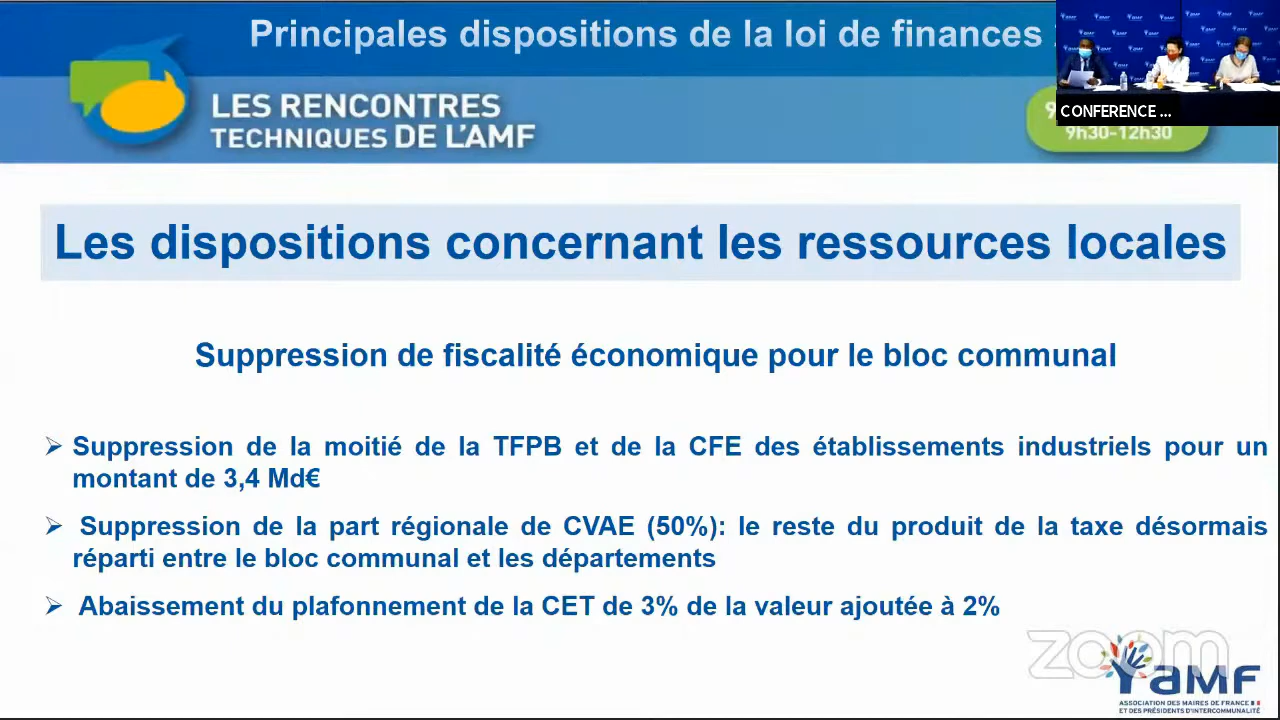 Principales dispositions de la loi de finances
LES RENCONTRES
TECHNIQUES DE L'AMF
CONFERENCE ...
9h30-12h30
Les dispositions concernant les ressources locales
Suppression de fiscalité économique pour le bloc communal
➢ Suppression de la moitié de la TFPB et de la CFE des établissements industriels pour un
montant de 3,4 Md€
➢ Suppression de la part régionale de CVAE (50%): le reste du produit de la taxe désormais
réparti entre le bloc communal et les départements
➢ Abaissement du plafonnement de la CET de 3% de la valeur ajoutée à 2%
zoom
AMF
ASSOCIATION DES MAIRES DE FRANCE
ET DES PRÉSIDENTS D'INTERCOMMUNALITÉ